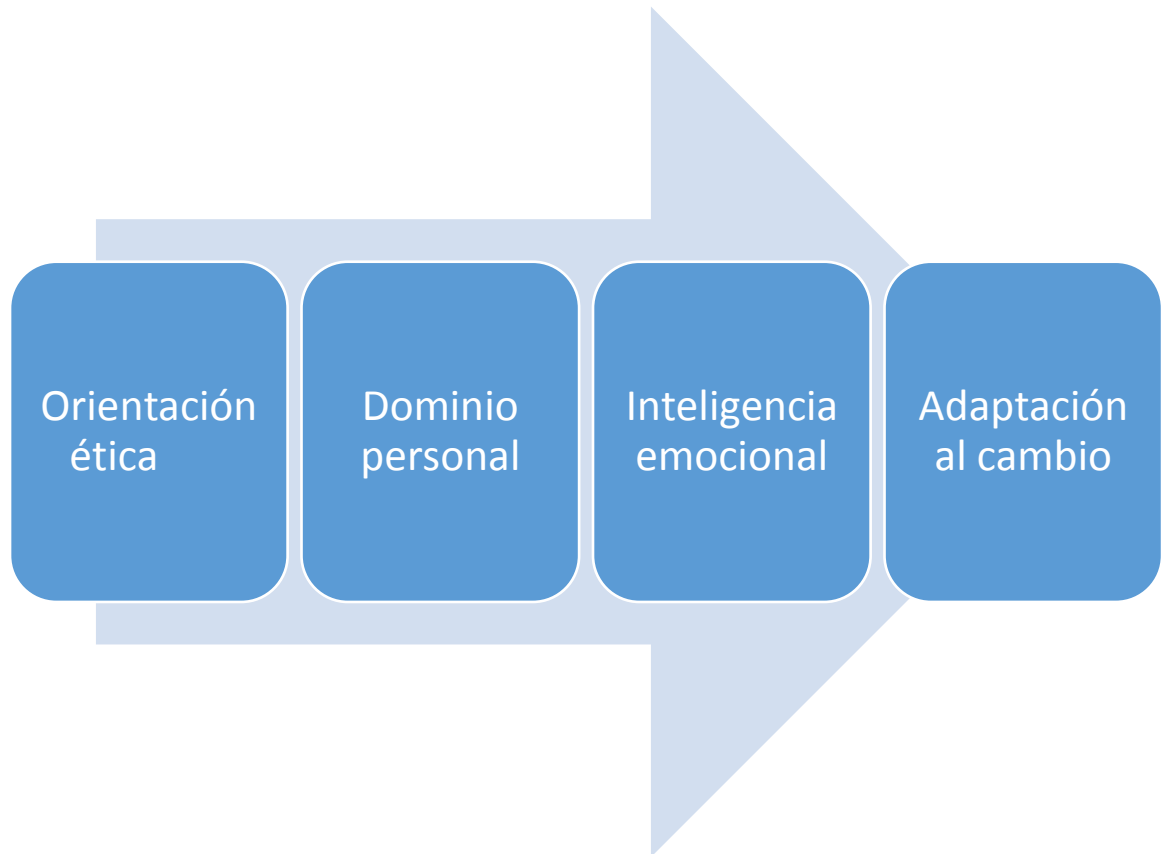 Orientación
ética
Dominio
personal
Inteligencia
emocional
Adaptación
al cambio